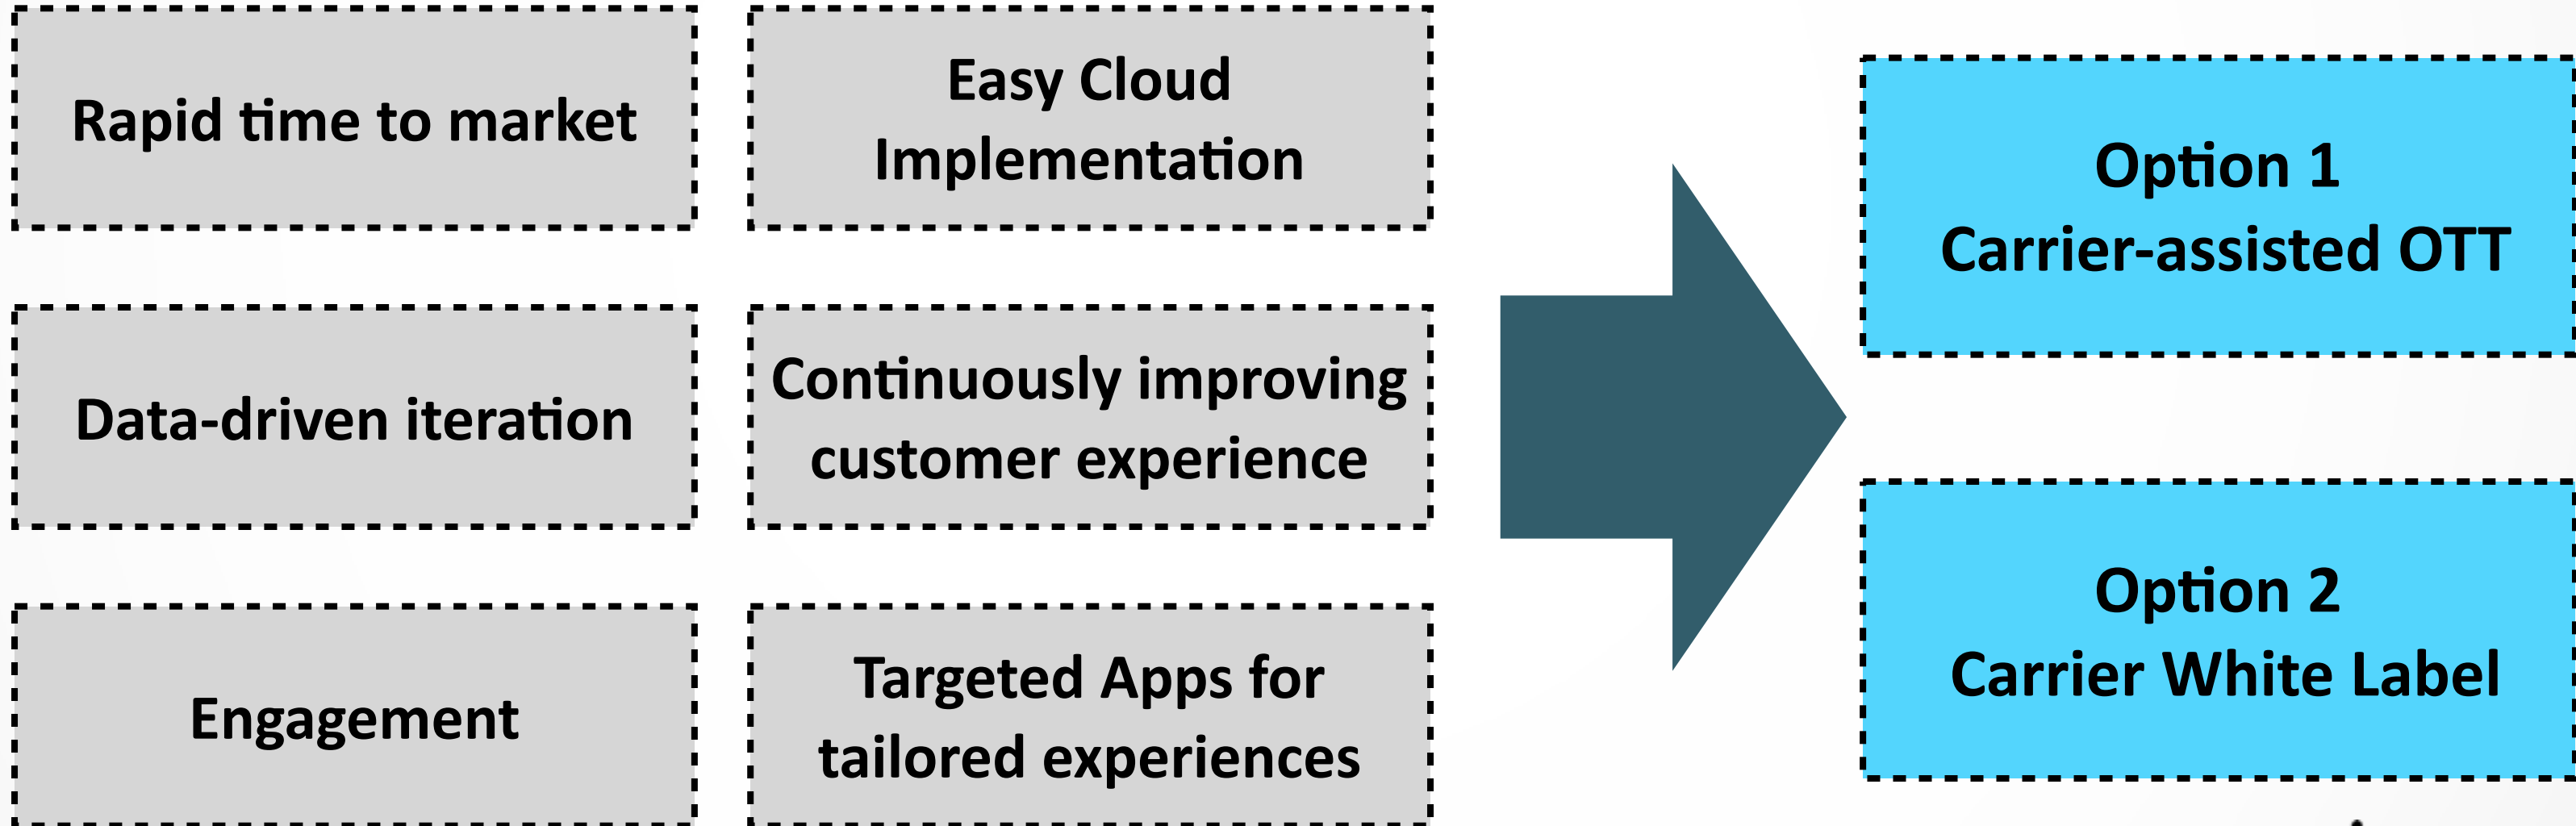 Rapid time to market
Easy Cloud
Implementation
Data-driven iteration
Continuously improving
customer experience
Engagement
Targeted Apps for
tailored experiences
Option 1
Carrier-assisted OTT
Option 2
Carrier White Label